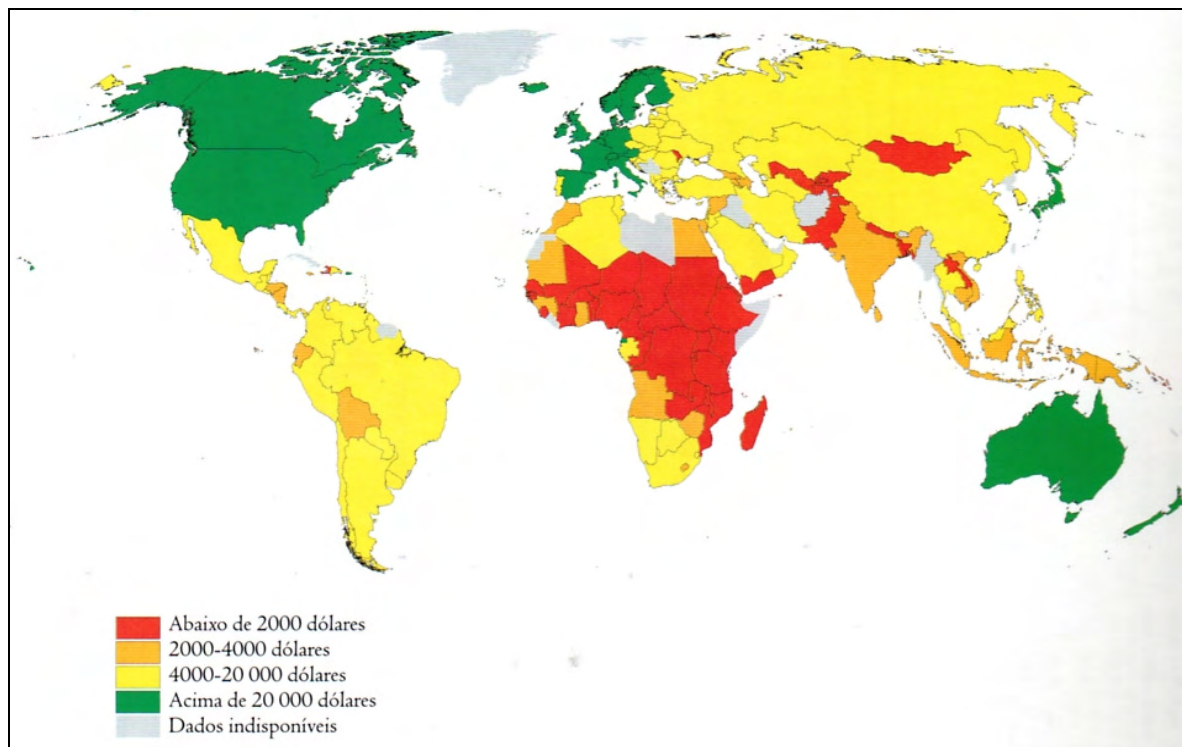 Abaixo de 2000 dólares
2000-4000 dólares
4000-20 000 dólares
Acima de 20 000 dólares
Dados indisponíveis